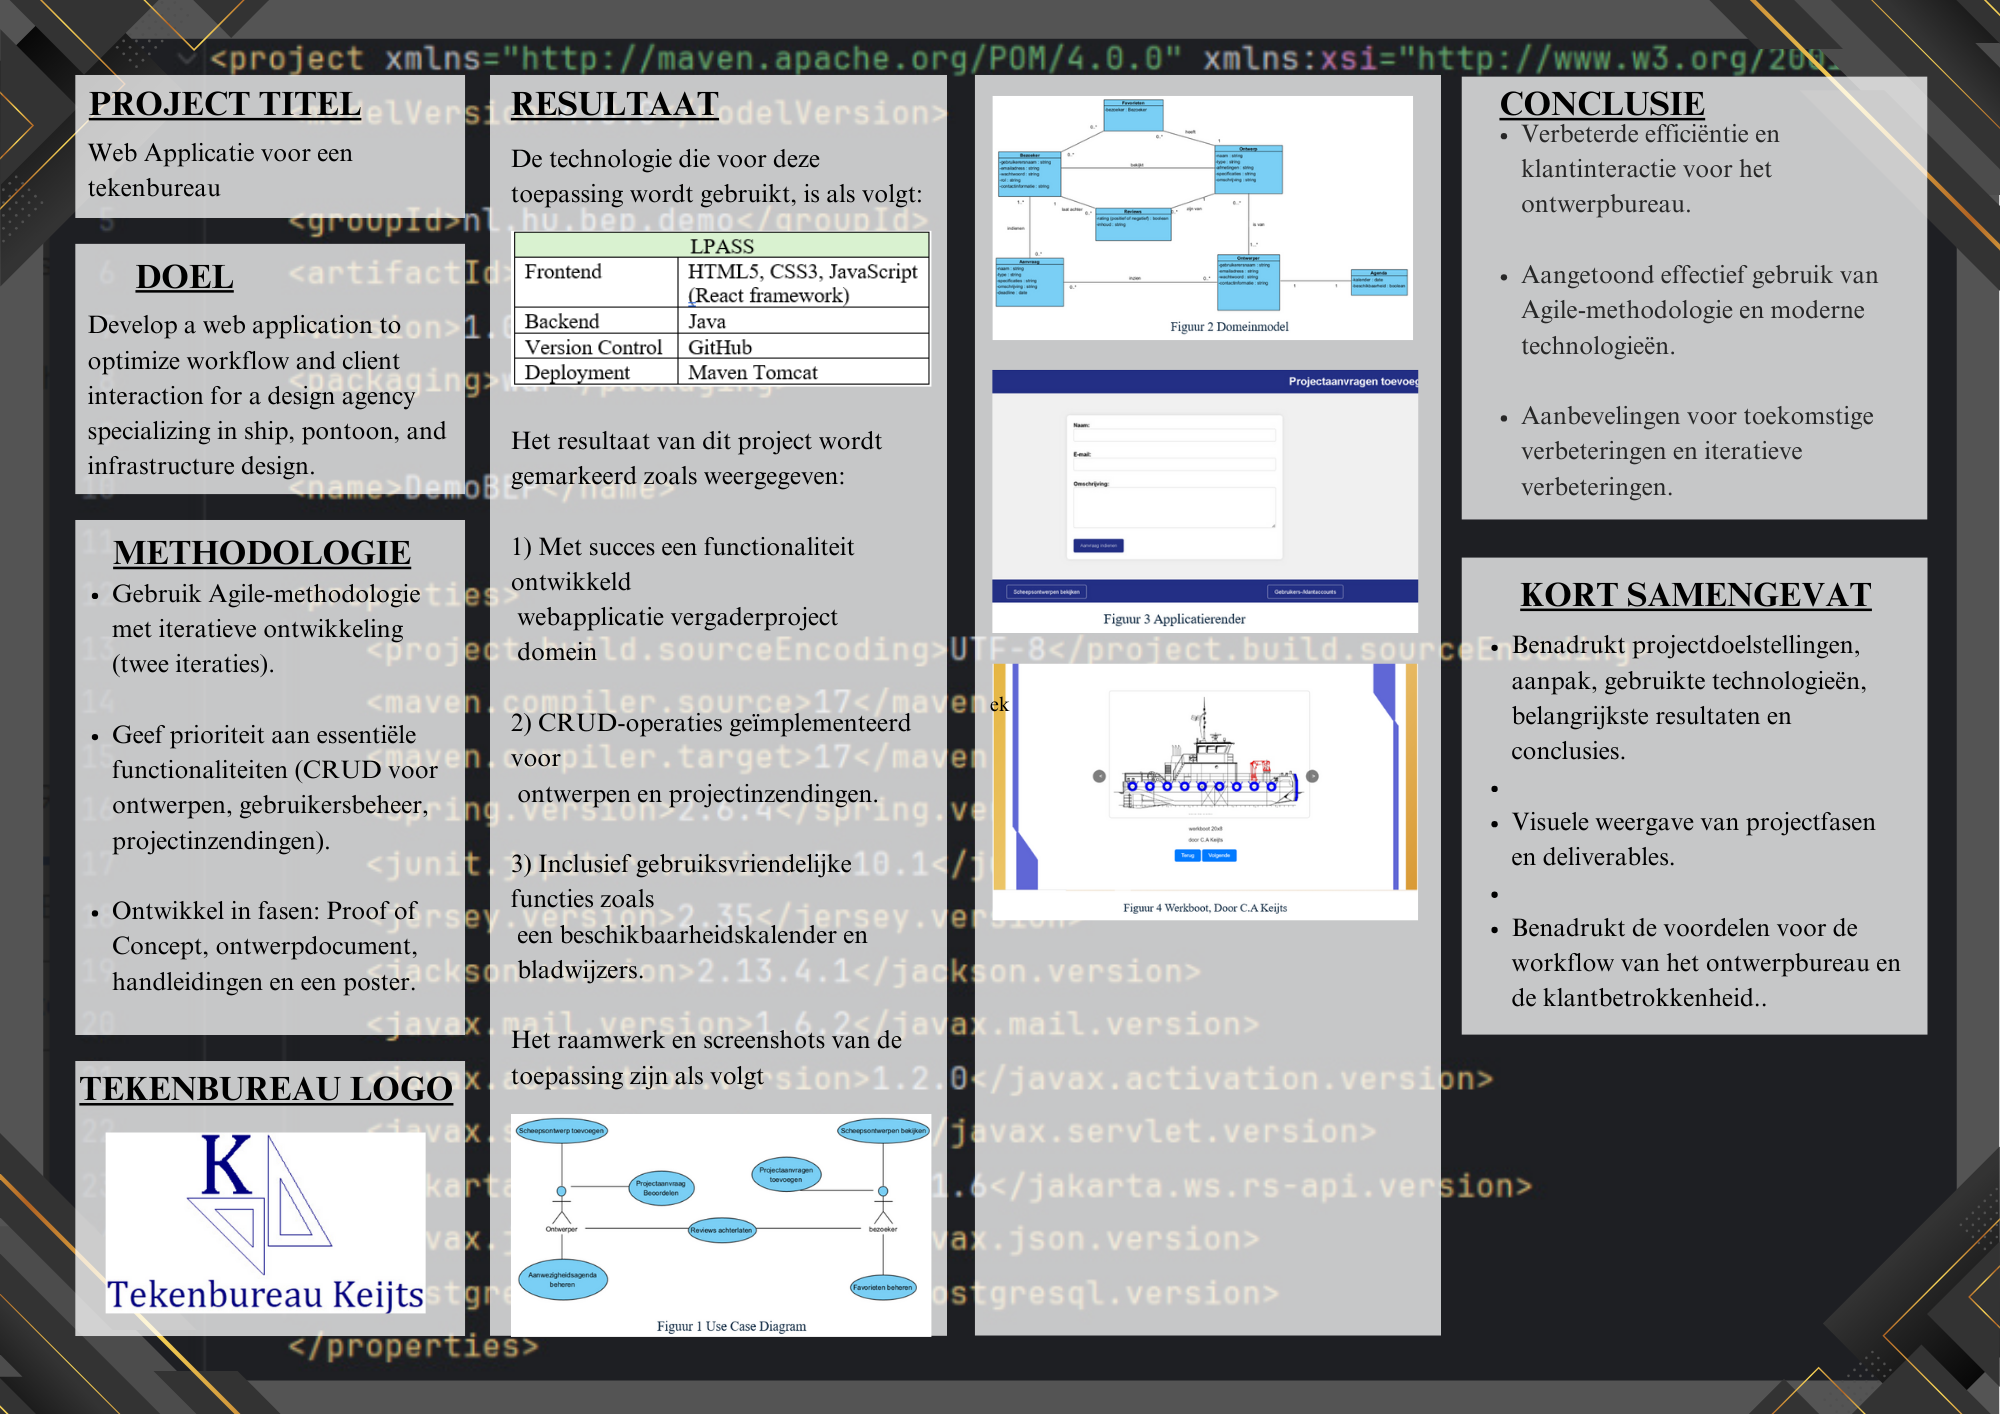 <project xmlns="http://maven.apache.org/POM/4.0.0" xmlns:xsi="http://www.w3.org/2001
PROJECT TITEL
Web Applicatie voor een
tekenbureau
DOEL
Develop a web application to
optimize workflow and client
interaction for a design agency
specializing in ship, pontoon, and
infrastructure design.
METHODOLOGIE
• Gebruik Agile-methodologie
met iteratieve ontwikkeling
(twee iteraties).
• Geef prioriteit aan essentiële
functionaliteiten (CRUD voor
ontwerpen, gebruikersbeheer,
projectinzendingen).
• Ontwikkel in fasen: Proof of
Concept, ontwerpdocument,
handleidingen en een poster.
TEKENBUREAU LOGO
K
Tekenbureau Keijts
RESULTAAT
De technologie die voor deze
toepassing wordt gebruikt, is als volgt:
LPASS
Frontend HTML5, CSS3, JavaScript
(React framework)
Backend Java
Version Control GitHub
Deployment Maven Tomcat
Het resultaat van dit project wordt
gemarkeerd zoals weergegeven:
1) Met succes een functionaliteit
ontwikkeld
webapplicatie vergaderproject
domein
2) CRUD-operaties geïmplementeerd
voor
ontwerpen en projectinzendingen.
3) Inclusief gebruiksvriendelijke
functies zoals
een beschikbaarheidskalender en
bladwijzers.
Het raamwerk en screenshots van de
toepassing zijn als volgt
Scheepsontwerp toevoegen
Scheepsontwerpen bekijken
Projectaanvraag
Beoordelen
Projectaanvragen
toevoegen
Ontwerper
Reviews achterlaten
bezoeker
Aanwezigheidsagenda
beheren
Favorieten beheren
Figuur 1 Use Case Diagram
Favorieten
Bezoeker
Ontwerp
Reviews
Aanvraag
Ontwerper
Agenda
Figuur 2 Domeinmodel
Projectaanvragen toevoeg
Naam:
E-mail:
Omschrijving:
Aanvraag indienen
Scheepsontwerpen bekijken
Gebruikers-/klantaccounts
Figuur 3 Applicatierender
ek
werkboot 20x8
door C.A Keijts
Terug Volgende
Figuur 4 Werkboot, Door C.A Keijts
CONCLUSIE
• Verbeterde efficiëntie en
klantinteractie voor het
ontwerpbureau.
• Aangetoond effectief gebruik van
Agile-methodologie en moderne
technologieën.
• Aanbevelingen voor toekomstige
verbeteringen en iteratieve
verbeteringen.
KORT SAMENGEVAT
• Benadrukt projectdoelstellingen,
aanpak, gebruikte technologieën,
belangrijkste resultaten en
conclusies.
•
• Visuele weergave van projectfasen
en deliverables.
•
• Benadrukt de voordelen voor de
workflow van het ontwerpbureau en
de klantbetrokkenheid..
</properties>